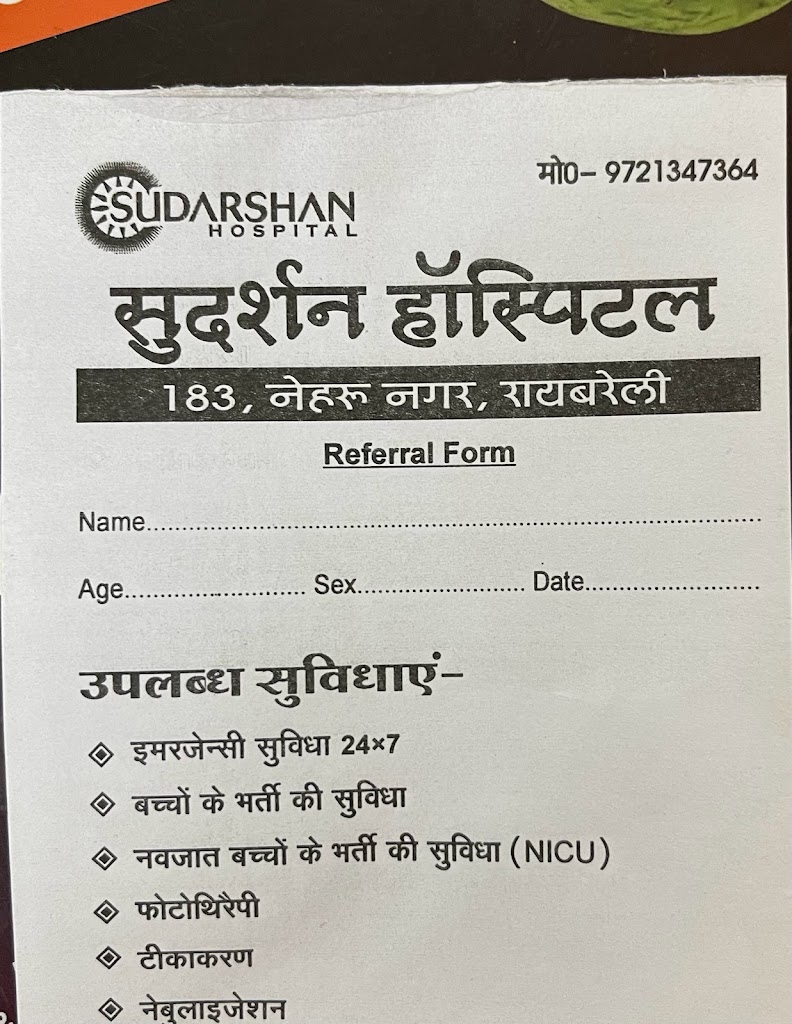 मो0– 9721347364
SUDARSHAN
HOSPITAL
सुदर्शन हॉस्पिटल
183, नेहरू नगर, रायबरेली
Referral Form
Name..........................................................................................
Age........................... Sex......................... Date..........................
उपलब्ध सुविधाएं–
इमरजेन्सी सुविधा 24×7
बच्चों के भर्ती की सुविधा
नवजात बच्चों के भर्ती की सुविधा (NICU)
फोटोथिरैपी
टीकाकरण
नेबुलाइजेशन